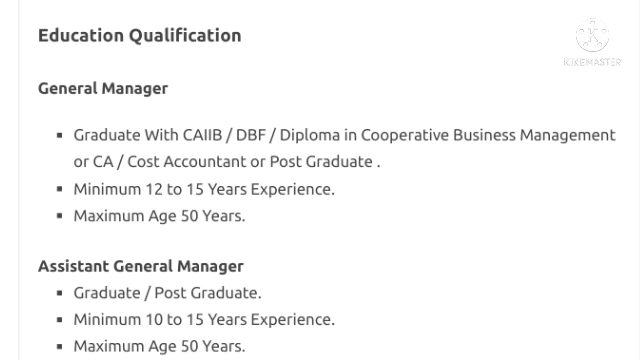 Education Qualification
KINEMASTER
General Manager
Graduate With CAIIB / DBF / Diploma in Cooperative Business Management
or CA / Cost Accountant or Post Graduate .
Minimum 12 to 15 Years Experience.
Maximum Age 50 Years.
Assistant General Manager
Graduate / Post Graduate.
Minimum 10 to 15 Years Experience.
Maximum Age 50 Years.